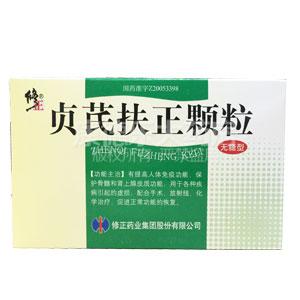 国药准字Z20053398
修正
贞芪扶正颗粒
无糖型
ZHENQI FUZHENG KELI
【功能主治】有提高人体免疫功能，保
护骨髓和肾上腺皮质功能，用于各种疾
病引起的虚损，配合手术、放射线、化
学治疗，促进正常功能的恢复。
修正药业集团股份有限公司